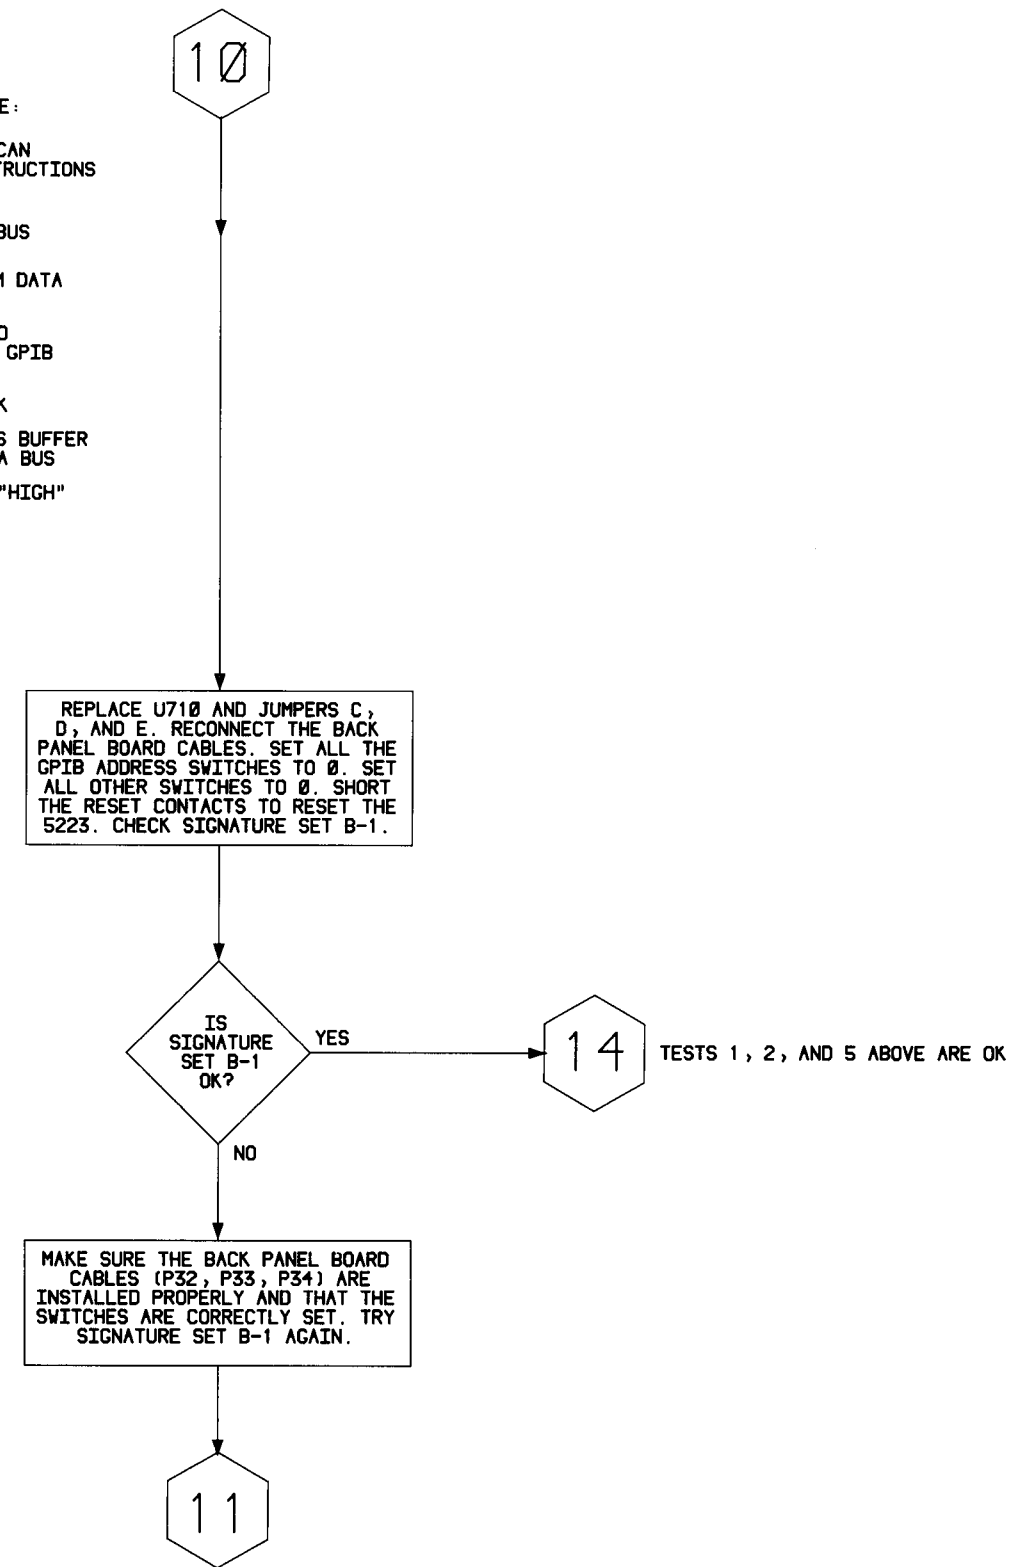 10
E:
CAN
TRUCTIONS
BUS
M DATA
O
GPIB
K
S BUFFER
A BUS
"HIGH"
REPLACE U710 AND JUMPERS C,
D, AND E. RECONNECT THE BACK
PANEL BOARD CABLES. SET ALL THE
GPIB ADDRESS SWITCHES TO 0. SET
ALL OTHER SWITCHES TO 0. SHORT
THE RESET CONTACTS TO RESET THE
5223. CHECK SIGNATURE SET B-1.
IS
SIGNATURE
SET B-1
OK?
YES
14
TESTS 1, 2, AND 5 ABOVE ARE OK
NO
MAKE SURE THE BACK PANEL BOARD
CABLES (P32, P33, P34) ARE
INSTALLED PROPERLY AND THAT THE
SWITCHES ARE CORRECTLY SET. TRY
SIGNATURE SET B-1 AGAIN.
11